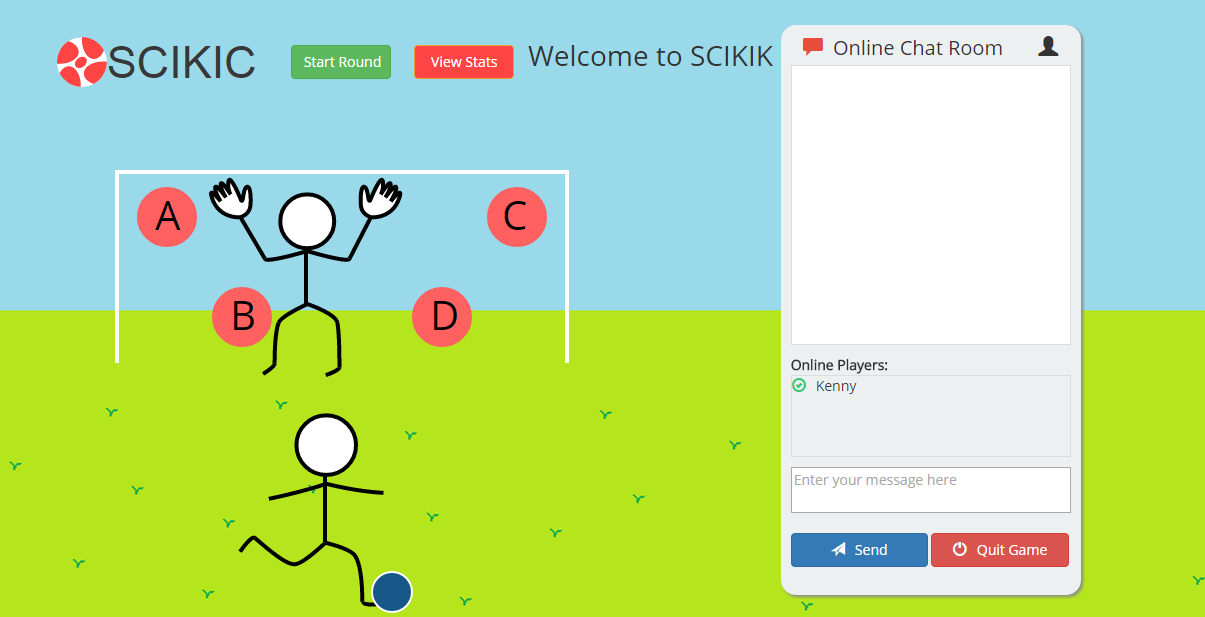 SCIKIC
Start Round
View Stats
Welcome to SCIKIK
Online Chat Room
A
C
B
D
Online Players:
Kenny
Enter your message here
Send
Quit Game